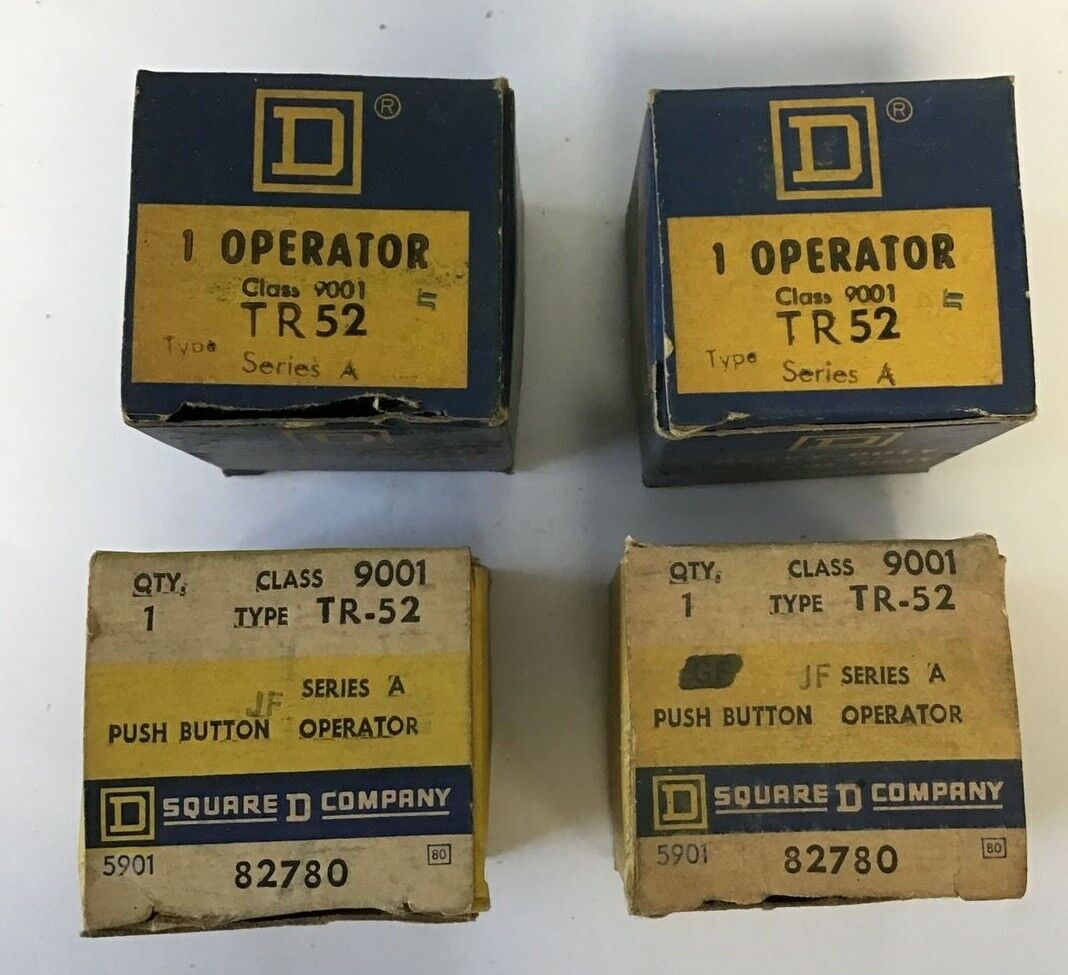 D ®
1 OPERATOR
Class 9001
TR52
Type
Series A
D
D ®
1 OPERATOR
Class 9001
TR52
Type
Series A
D
QTY. CLASS 9001
1 TYPE TR-52
SERIES A
JF
PUSH BUTTON OPERATOR
D SQUARE D COMPANY
5901 82780 80
QTY. CLASS 9001
1 TYPE TR-52
GF JF SERIES A
PUSH BUTTON OPERATOR
D SQUARE D COMPANY
5901 82780 80